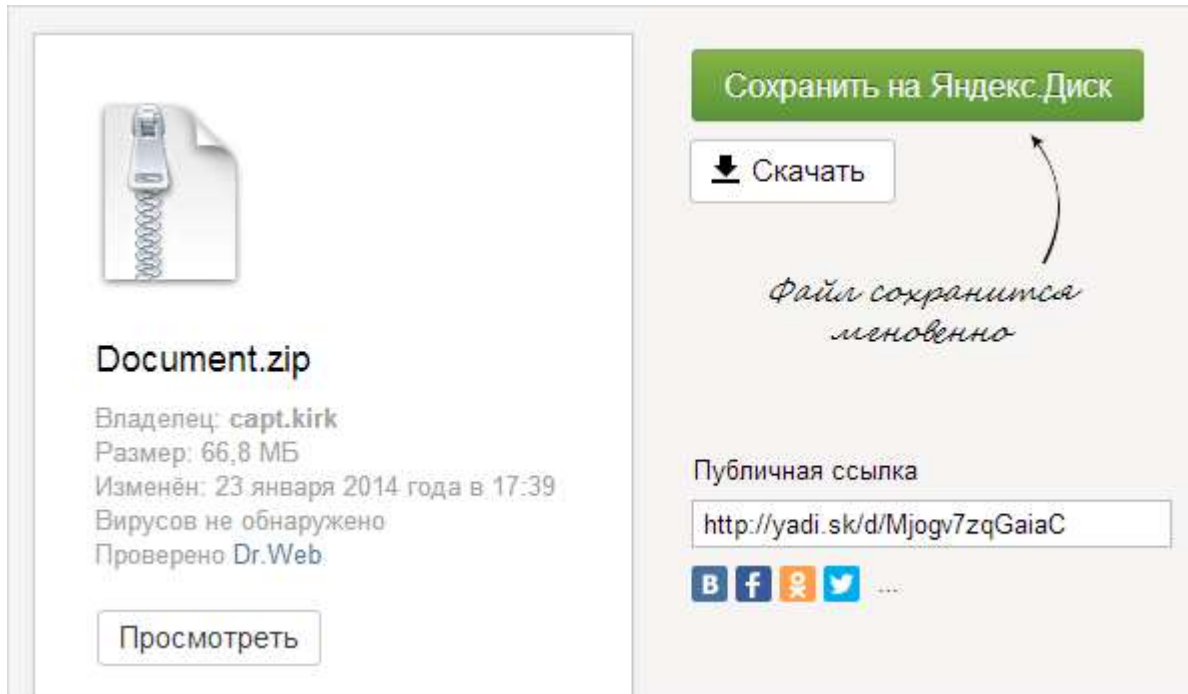 Document.zip
Владелец: capt.kirk
Размер: 66,8 МБ
Изменён: 23 января 2014 года в 17:39
Вирусов не обнаружено
Проверено Dr.Web
Просмотреть
Сохранить на Яндекс.Диск
Скачать
Файл сохранится
мгновенно
Публичная ссылка
http://yadi.sk/d/Mjogv7zqGaiaC
В f
...